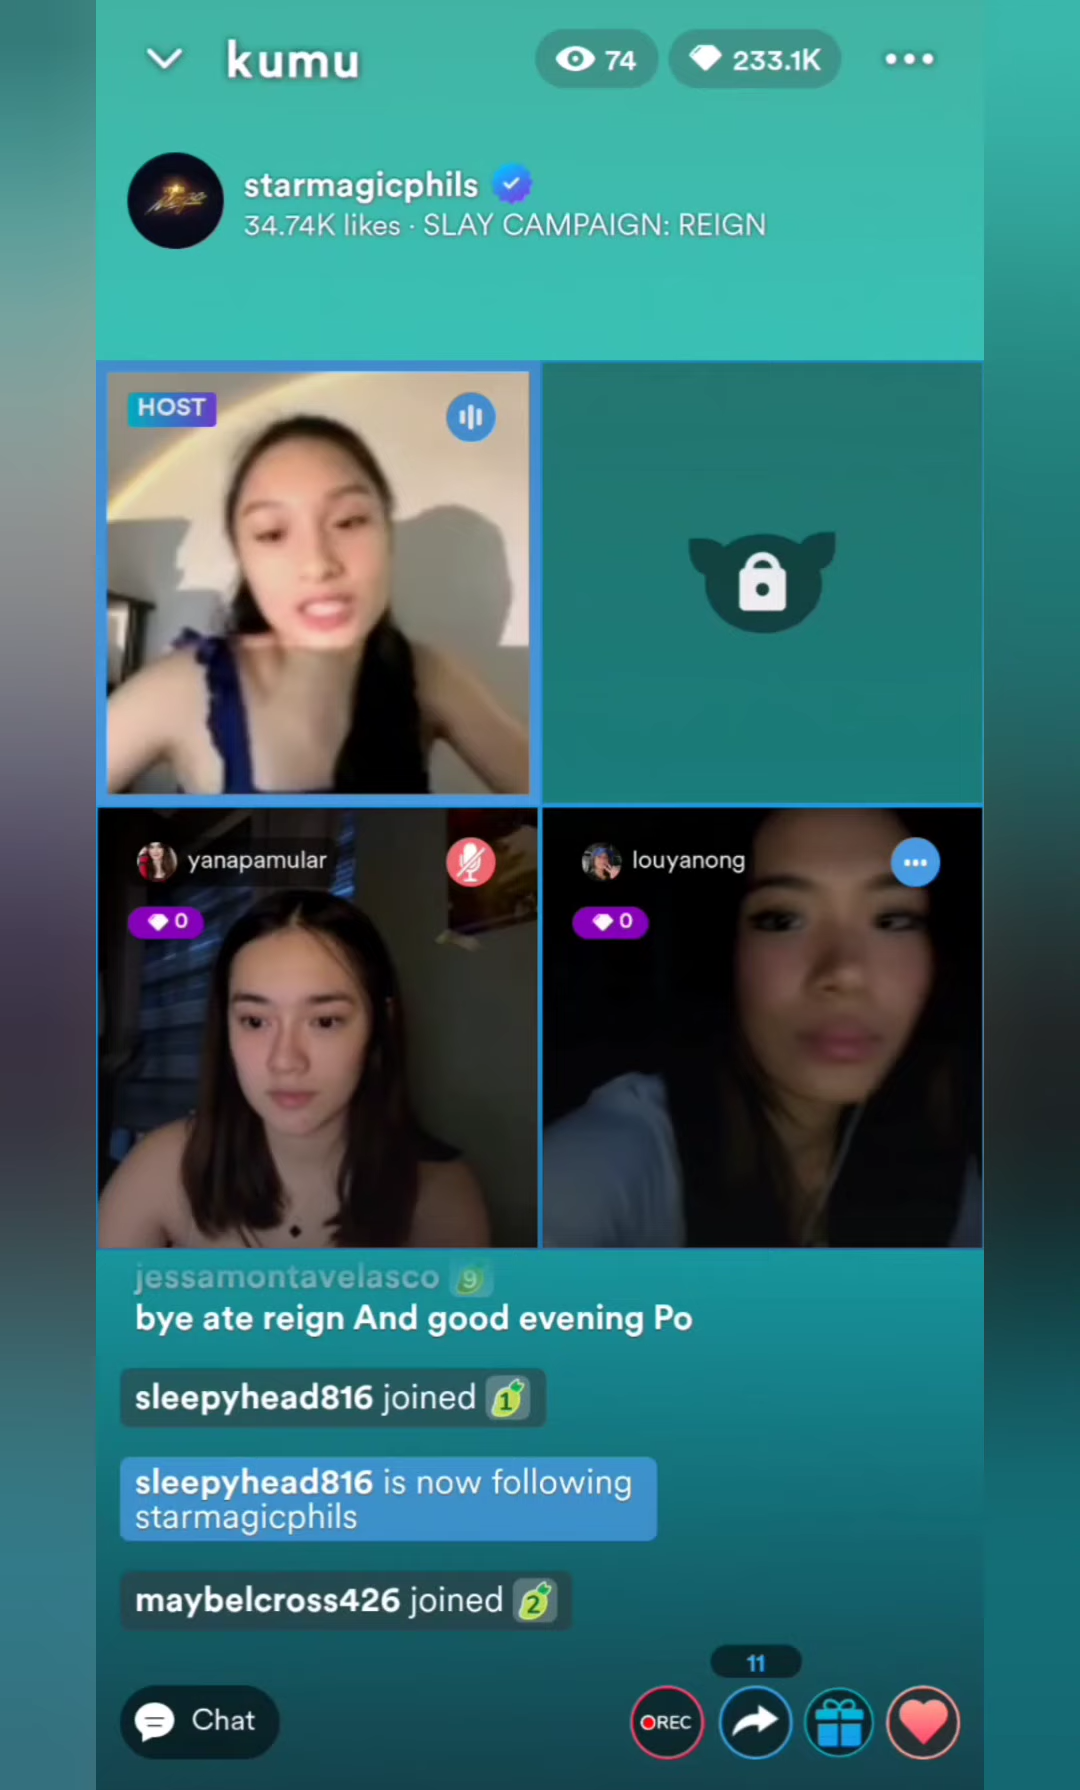 kumu
74
233.1K
starmagicphils
34.74K likes · SLAY CAMPAIGN: REIGN
HOST
yanapamular
0
louyanong
0
jessamontavelasco 9
bye ate reign And good evening Po
sleepyhead816 joined 1
sleepyhead816 is now following
starmagicphils
maybelcross426 joined 2
11
Chat
REC